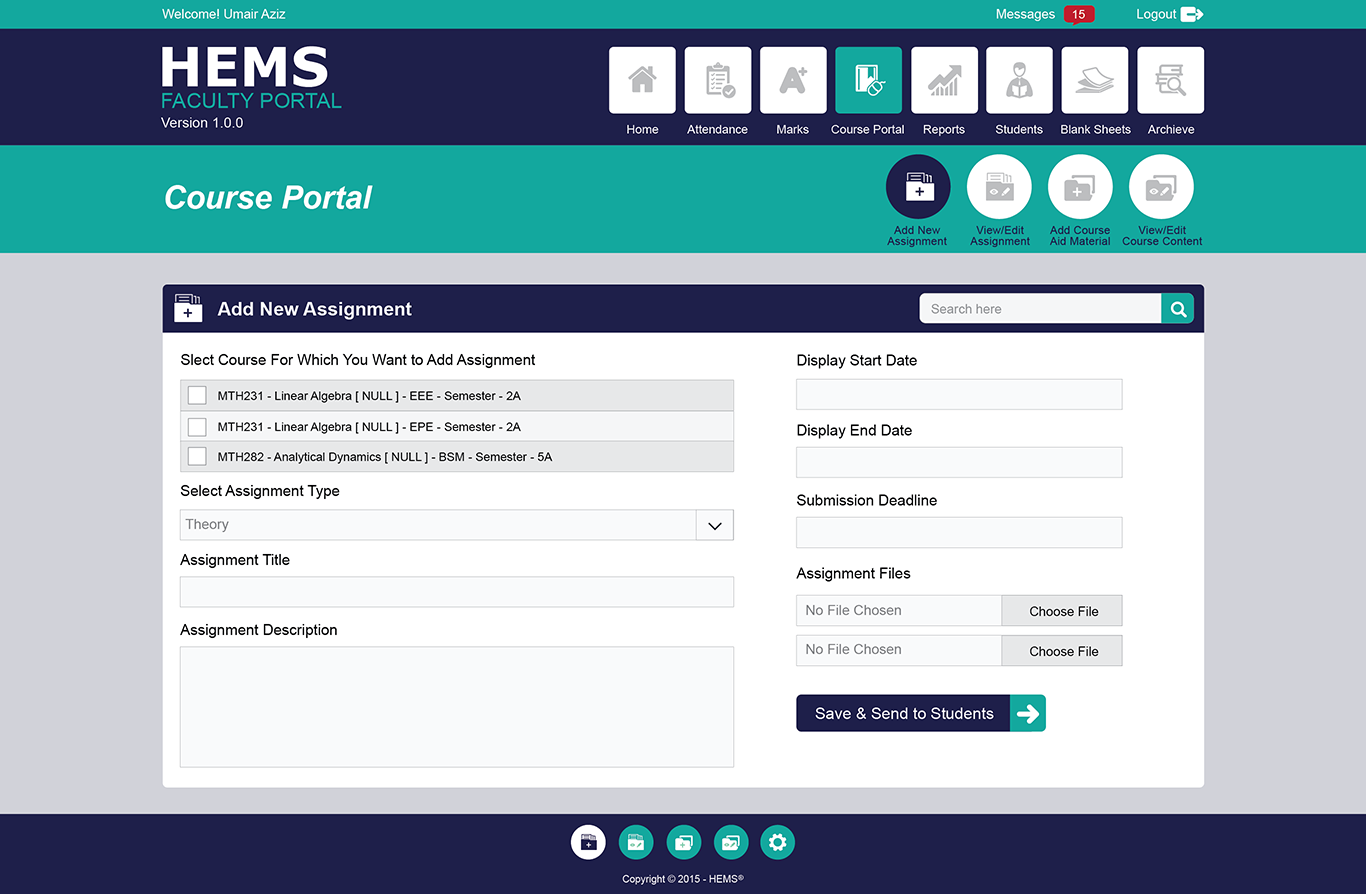 Welcome! Umair Aziz
Messages 15
Logout
HEMS
FACULTY PORTAL
Version 1.0.0
Home
Attendance
Marks
Course Portal
Reports
Students
Blank Sheets
Archieve
Course Portal
Add New
Assignment
View/Edit
Assignment
Add Course
Aid Material
View/Edit
Course Content
Add New Assignment
Search here
Slect Course For Which You Want to Add Assignment
MTH231 - Linear Algebra [ NULL ] - EEE - Semester - 2A
MTH231 - Linear Algebra [ NULL ] - EPE - Semester - 2A
MTH282 - Analytical Dynamics [ NULL ] - BSM - Semester - 5A
Select Assignment Type
Theory
Assignment Title
Assignment Description
Display Start Date
Display End Date
Submission Deadline
Assignment Files
No File Chosen Choose File
No File Chosen Choose File
Save & Send to Students
Copyright © 2015 - HEMS®